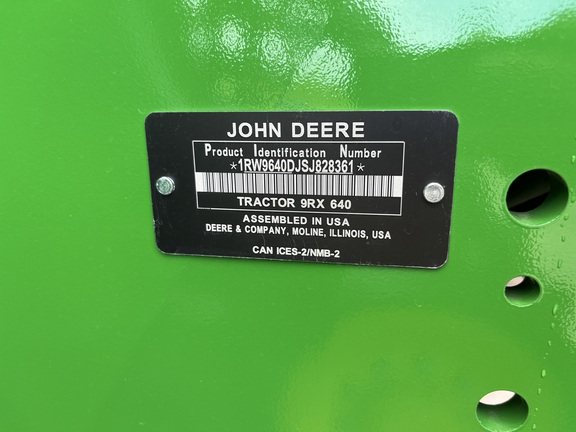 JOHN DEERE
Product Identification Number
*1RW9640DJSJ828361*
TRACTOR 9RX 640
ASSEMBLED IN USA
DEERE & COMPANY, MOLINE, ILLINOIS, USA
CAN ICES-2/NMB-2